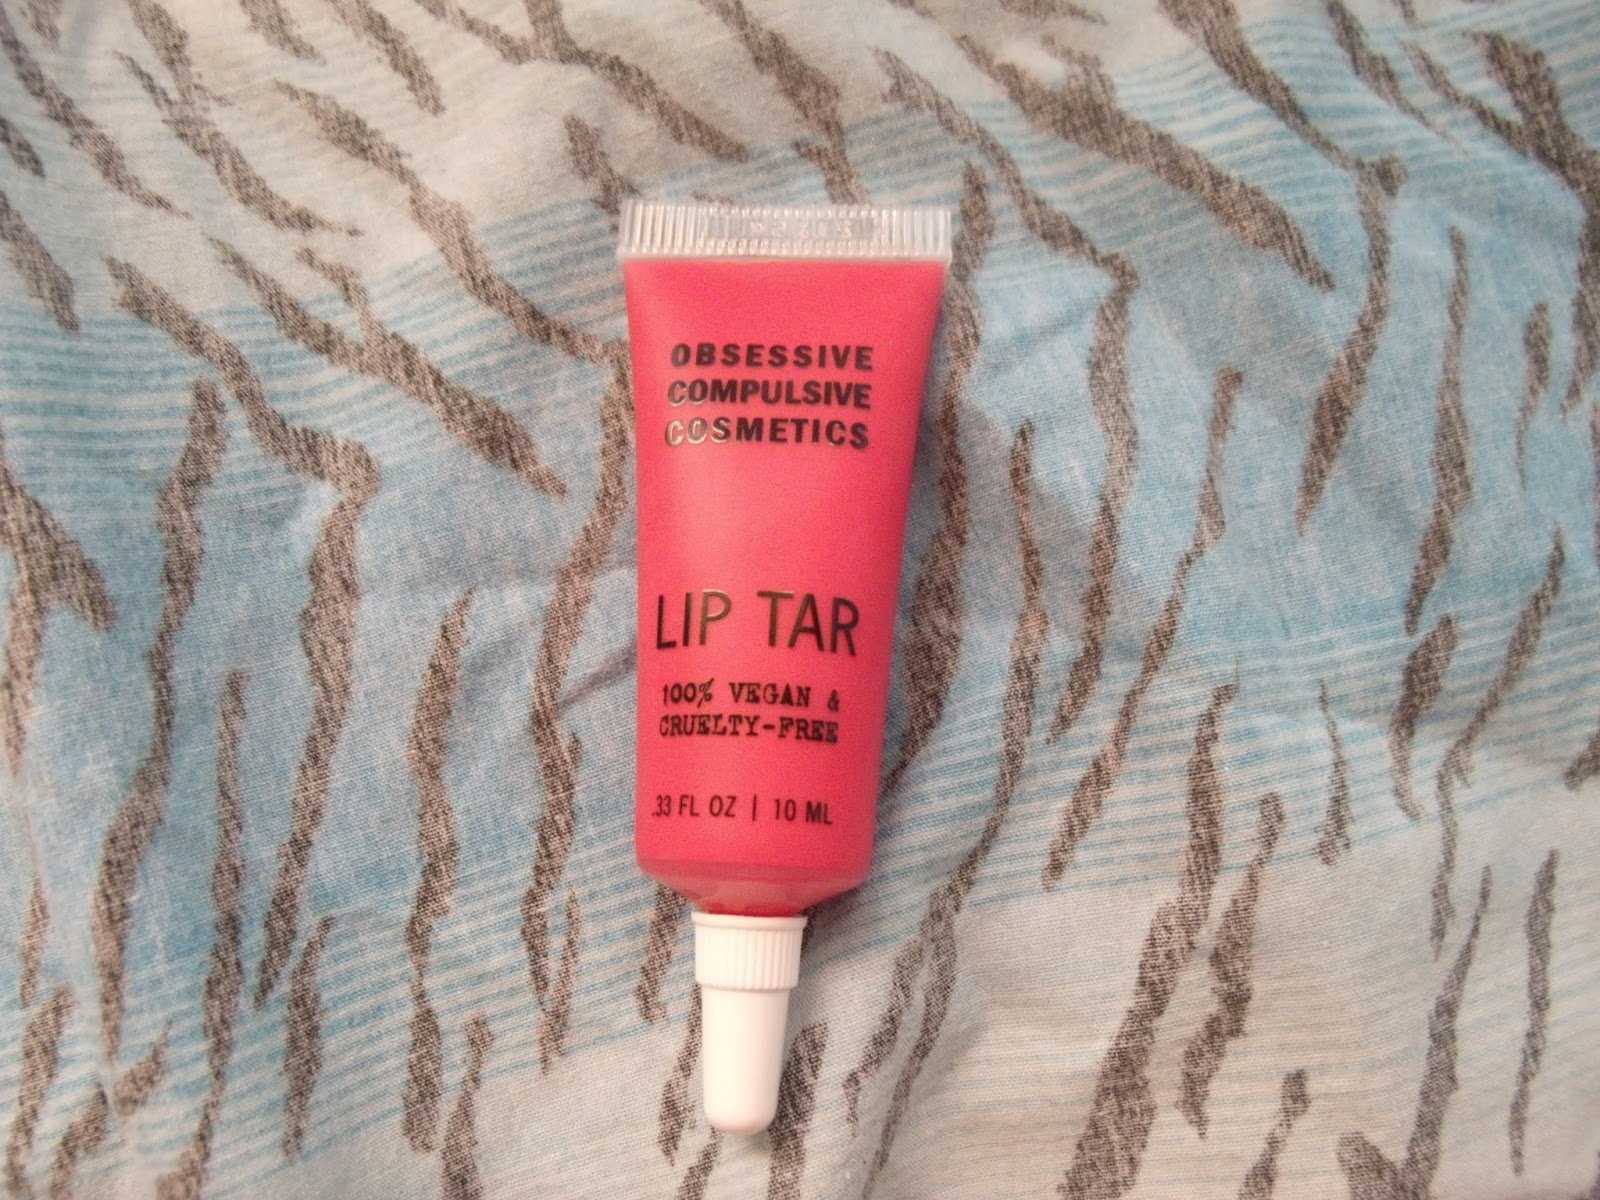 OBSESSIVE
COMPULSIVE
COSMETICS
LIP TAR
100% VEGAN &
CRUELTY-FREE
.33 FL OZ | 10 ML